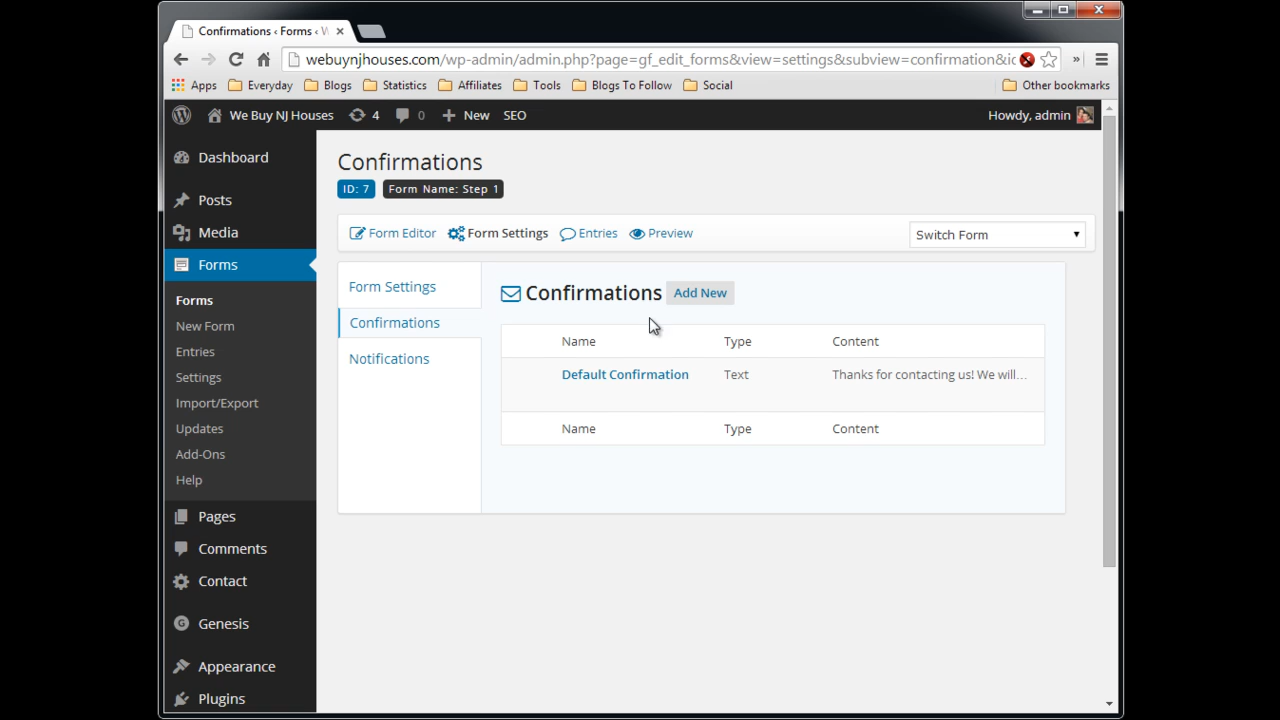 Confirmations ‹ Forms ‹ W
webuynjhouses.com/wp-admin/admin.php?page=gf_edit_forms&view=settings&subview=confirmation&id
Apps Everyday Blogs Statistics Affiliates Tools Blogs To Follow Social Other bookmarks
We Buy NJ Houses 4 0 New SEO Howdy, admin
Dashboard
Posts
Media
Forms
Forms
New Form
Entries
Settings
Import/Export
Updates
Add-Ons
Help
Pages
Comments
Contact
Genesis
Appearance
Plugins
Confirmations
ID: 7 Form Name: Step 1
Form Editor Form Settings Entries Preview Switch Form
Form Settings
Confirmations
Notifications
Confirmations Add New
Name Type Content
Default Confirmation Text Thanks for contacting us! We will…
Name Type Content